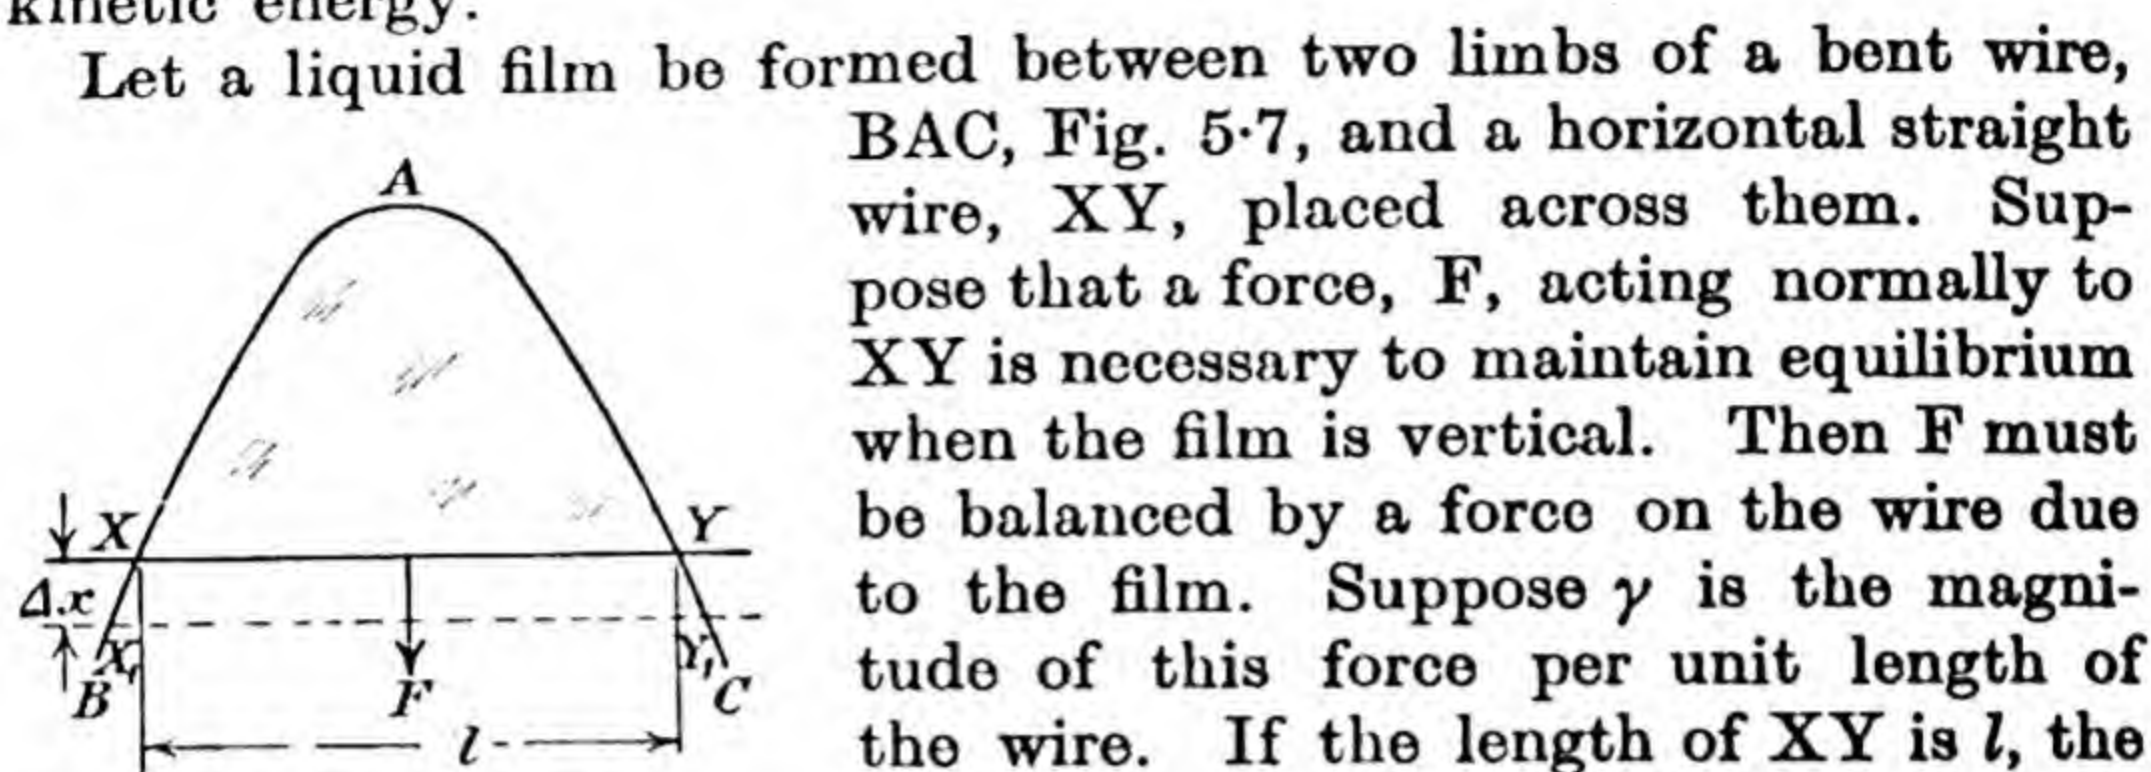 kinetic energy.
Let a liquid film be formed between two limbs of a bent wire,
BAC, Fig. 5·7, and a horizontal straight
wire, XY, placed across them. Sup-
pose that a force, F, acting normally to
XY is necessary to maintain equilibrium
when the film is vertical. Then F must
be balanced by a force on the wire due
to the film. Suppose γ is the magni-
tude of this force per unit length of
the wire. If the length of XY is l, the
A
X
Y
Δx
X₁
Y₁
B
F
C
l